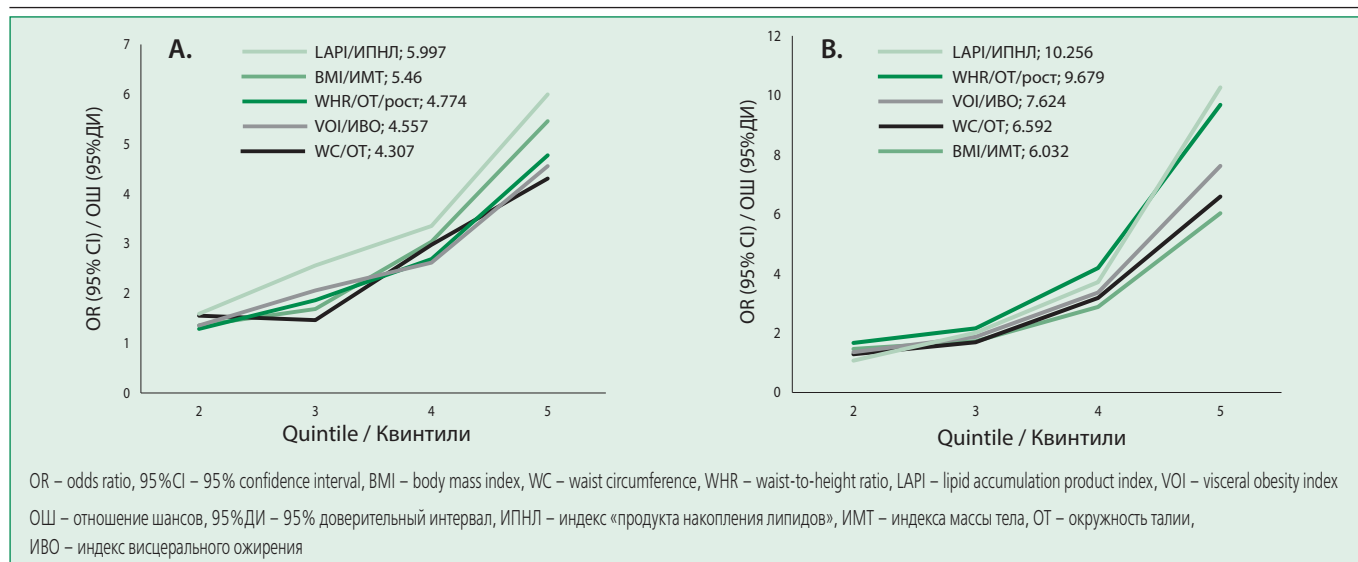 A.
LAPI/ИПНЛ; 5.997
BMI/ИМТ; 5.46
WHR/ОТ/рост; 4.774
VOI/ИВО; 4.557
WC/ОТ; 4.307
OR (95% CI) / ОШ (95%ДИ)
7
6
5
4
3
2
1
0
2 3 4 5
Quintile / Квинтили
B.
LAPI/ИПНЛ; 10.256
WHR/ОТ/рост; 9.679
VOI/ИВО; 7.624
WC/ОТ; 6.592
BMI/ИМТ; 6.032
OR (95% CI) / ОШ (95%ДИ)
12
10
8
6
4
2
0
2 3 4 5
Quintile / Квинтили
OR – odds ratio, 95%CI – 95% confidence interval, BMI – body mass index, WC – waist circumference, WHR – waist-to-height ratio, LAPI – lipid accumulation product index, VOI – visceral obesity index
ОШ – отношение шансов, 95%ДИ – 95% доверительный интервал, ИПНЛ – индекс «продукта накопления липидов», ИМТ – индекса массы тела, ОТ – окружность талии,
ИВО – индекс висцерального ожирения